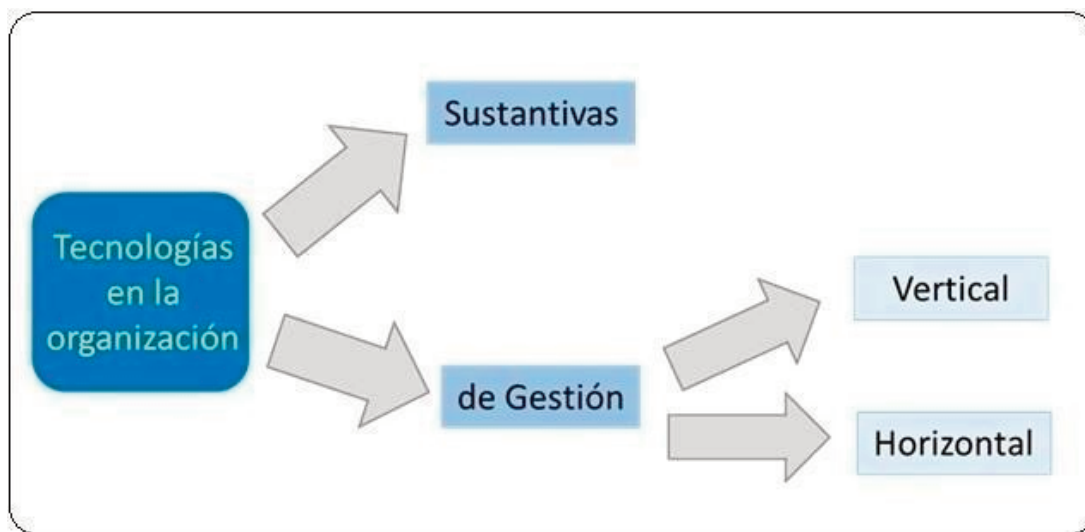 Sustantivas
Tecnologías
en la
organización
Vertical
de Gestión
Horizontal